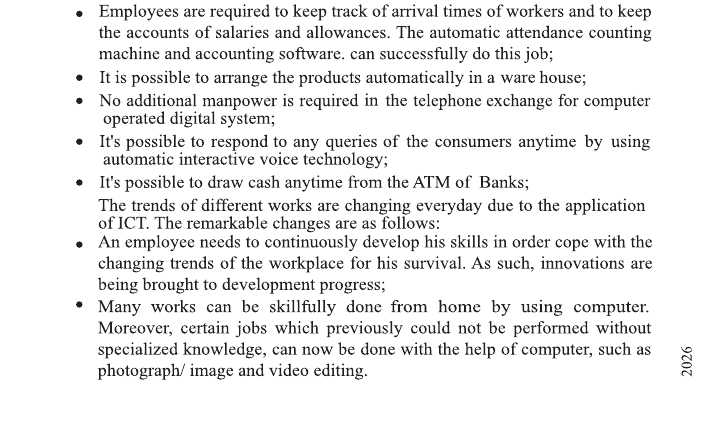 • Employees are required to keep track of arrival times of workers and to keep
the accounts of salaries and allowances. The automatic attendance counting
machine and accounting software. can successfully do this job;
• It is possible to arrange the products automatically in a ware house;
• No additional manpower is required in the telephone exchange for computer
operated digital system;
• It's possible to respond to any queries of the consumers anytime by using
automatic interactive voice technology;
• It's possible to draw cash anytime from the ATM of Banks;
The trends of different works are changing everyday due to the application
of ICT. The remarkable changes are as follows:
• An employee needs to continuously develop his skills in order cope with the
changing trends of the workplace for his survival. As such, innovations are
being brought to development progress;
• Many works can be skillfully done from home by using computer.
Moreover, certain jobs which previously could not be performed without
specialized knowledge, can now be done with the help of computer, such as
photograph/ image and video editing.
2026